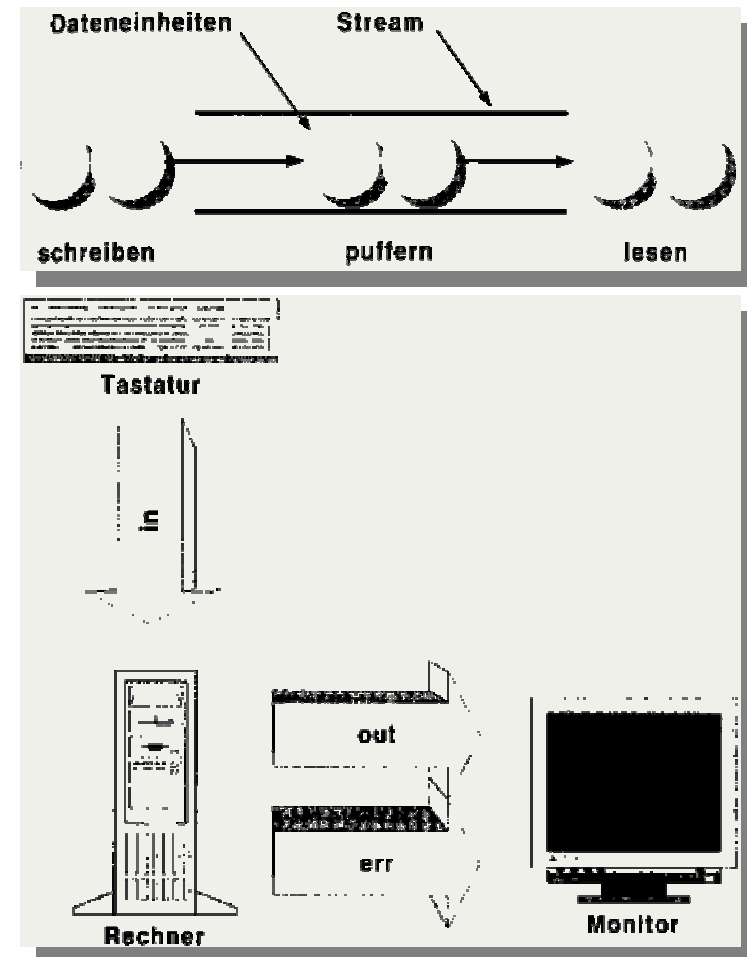 Dateneinheiten Stream
schreiben puffern lesen
Tastatur
in
out
err
Monitor
Rechner